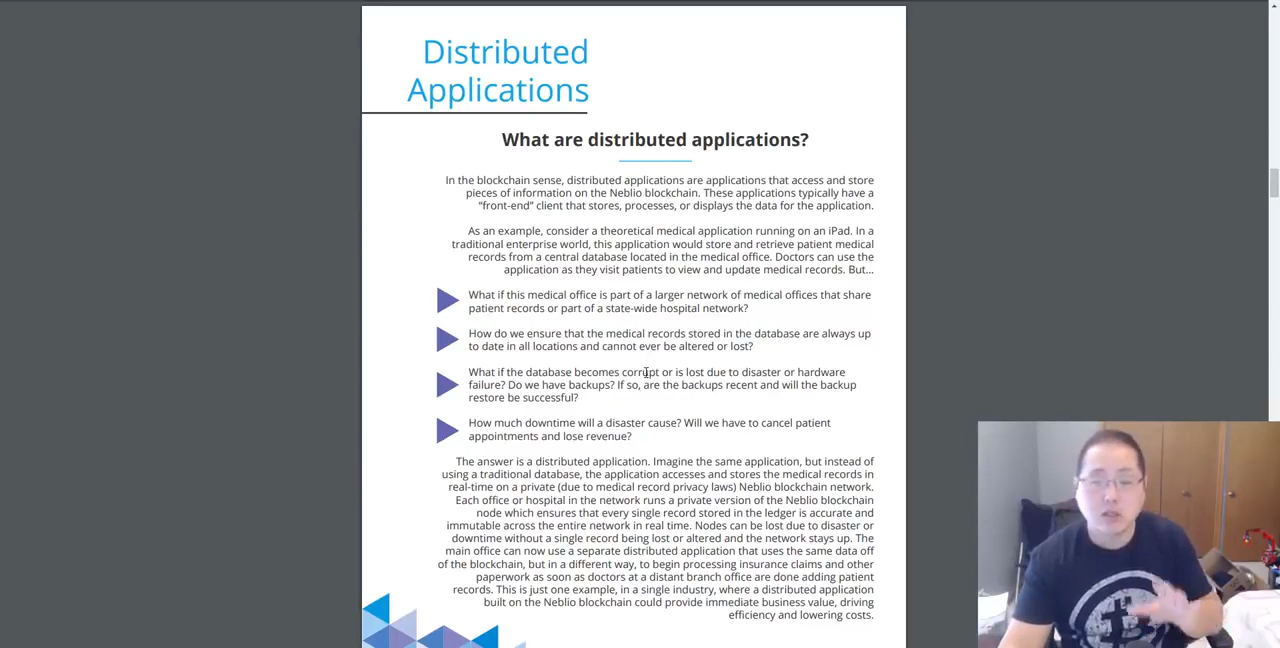 Distributed
Applications
What are distributed applications?
In the blockchain sense, distributed applications are applications that access and store
pieces of information on the Neblio blockchain. These applications typically have a
“front-end” client that stores, processes, or displays the data for the application.
As an example, consider a theoretical medical application running on an iPad. In a
traditional enterprise world, this application would store and retrieve patient medical
records from a central database located in the medical office. Doctors can use the
application as they visit patients to view and update medical records. But...
What if this medical office is part of a larger network of medical offices that share
patient records or part of a state-wide hospital network?
How do we ensure that the medical records stored in the database are always up
to date in all locations and cannot ever be altered or lost?
What if the database becomes corrupt or is lost due to disaster or hardware
failure? Do we have backups? If so, are the backups recent and will the backup
restore be successful?
How much downtime will a disaster cause? Will we have to cancel patient
appointments and lose revenue?
The answer is a distributed application. Imagine the same application, but instead of
using a traditional database, the application accesses and stores the medical records in
real-time on a private (due to medical record privacy laws) Neblio blockchain network.
Each office or hospital in the network runs a private version of the Neblio blockchain
node which ensures that every single record stored in the ledger is accurate and
immutable across the entire network in real time. Nodes can be lost due to disaster or
downtime without a single record being lost or altered and the network stays up. The
main office can now use a separate distributed application that uses the same data off
of the blockchain, but in a different way, to begin processing insurance claims and other
paperwork as soon as doctors at a distant branch office are done adding patient
records. This is just one example, in a single industry, where a distributed application
built on the Neblio blockchain could provide immediate business value, driving
efficiency and lowering costs.